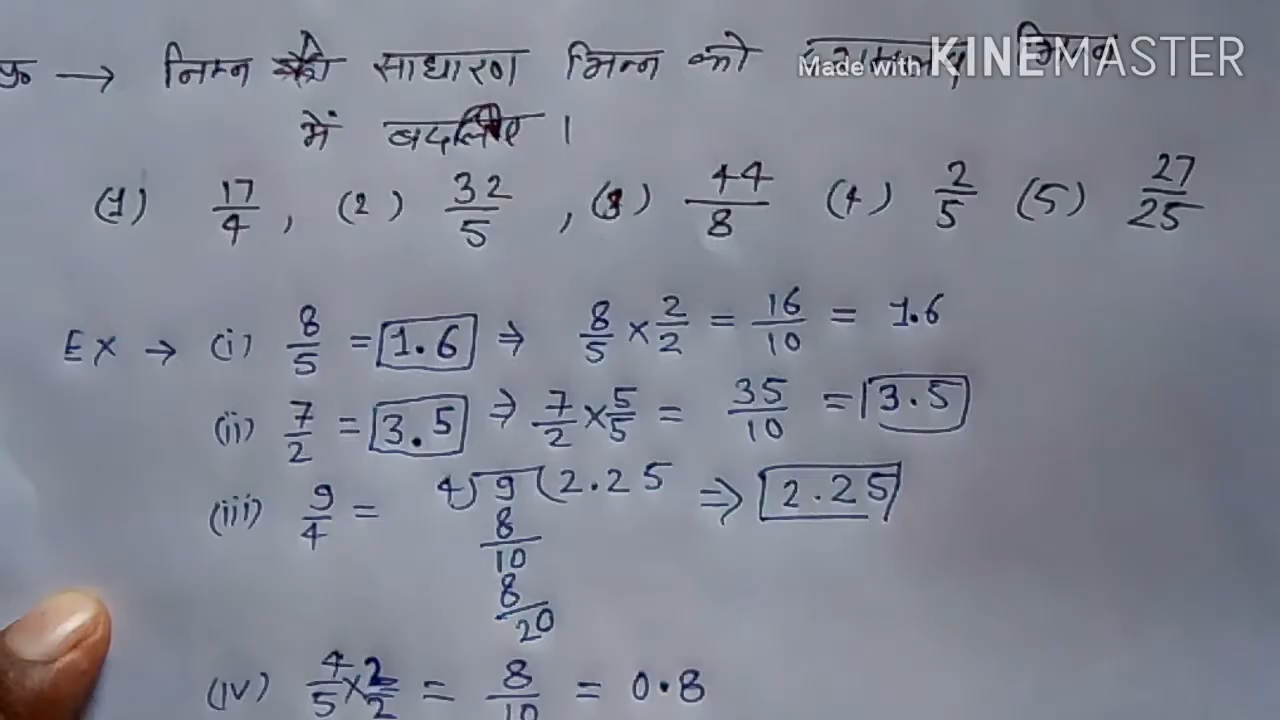 → निम्न साधारण भिन्न को
Made with KINEMASTER
में बदलिए ।
(1) 17/4 , (2) 32/5 , (3) 44/8 (4) 2/5 (5) 27/25
Ex → (i) 8/5 = 1.6 ⇒ 8/5 × 2/2 = 16/10 = 1.6
(ii) 7/2 = 3.5 ⇒ 7/2 × 5/5 = 35/10 = 3.5
(iii) 9/4 = 4) 9 ( 2.25 ⇒ 2.25
8
10
8
20
(iv) 4/5 × 2/2 = 8/10 = 0.8